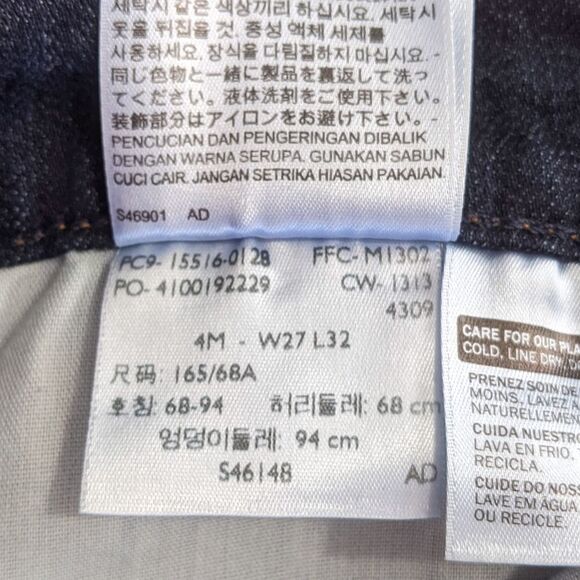 세탁시 같은 색상끼리 하십시요. 세탁시
옷을 뒤집을 것. 중성 액체 세제를
사용하세요. 장식을 다림질하지마십시요. -
同じ色物と一緒に製品を裏返して洗っ
てください。液体洗剤をご使用下さい。
装飾部分はアイロンをお避け下さい。-
PENCUCIAN DAN PENGERINGAN DIBALIK
DENGAN WARNA SERUPA. GUNAKAN SABUN
CUCI CAIR. JANGAN SETRIKA HIASAN PAKAIAN.
S46901 AD
PC9-15516-0128 FFC-M1302
PO-4100192229 CW-1313
4309
4M - W27 L32
尺码: 165/68A
호칭: 68-94 허리둘레: 68 cm
엉덩이둘레: 94 cm
S46148 AD
CARE FOR OUR PLA
COLD, LINE DRY,
PRENEZ SOIN DE
MOINS, LAVEZ
NATURELLEMEN
CUIDA NUESTRO
LAVA EN FRIO,
RECICLA.
CUIDE DO NOSS
LAVE EM ÁGUA
OU RECICLE.